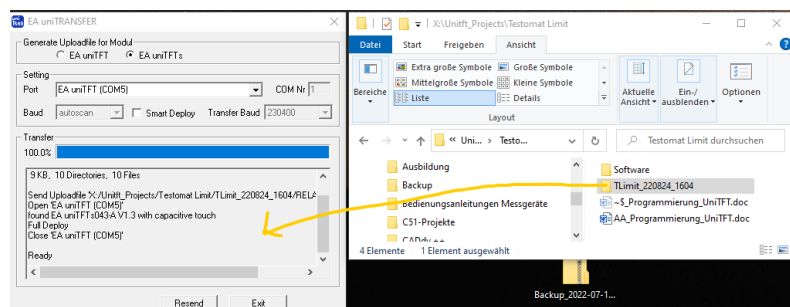 EA uniTRANSFER
Generate Uploadfile for Modul
EA uniTFT
EA uniTFTs
Setting
Port
EA uniTFT (COM5)
COM Nr
1
Baud
autoscan
Smart Deploy
Transfer Baud
230400
Transfer
100.0%
9 KB, 10 Directories, 10 Files
Send Uploadfile 'X:/Unitft_Projects/Testomat Limit/TLimit_220824_1604/RELA
Open 'EA uniTFT (COM5)'
found EA uniTFTs043-A V1.3 with capacitive touch
Full Deploy
Close 'EA uniTFT (COM5)'
Ready
Resend
Exit
X:\Unitft_Projects\Testomat Limit
Datei
Start
Freigeben
Ansicht
Bereiche
Extra große Symbole
Große Symbole
Mittelgroße Symbole
Kleine Symbole
Liste
Details
Layout
Aktuelle
Ansicht
Ein-/
ausblenden
Optionen
« Uni... › Testo...
Testomat Limit durchsuchen
Ausbildung
Backup
Bedienungsanleitungen Messgeräte
C51-Projekte
CADdy ++
Software
TLimit_220824_1604
~$_Programmierung_UniTFT.doc
AA_Programmierung_UniTFT.doc
4 Elemente
1 Element ausgewählt
Backup_2022-07-1...